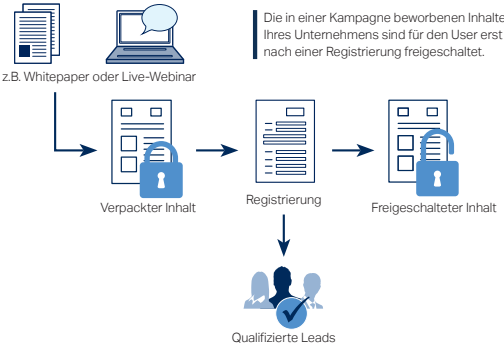 Die in einer Kampagne beworbenen Inhalte
Ihres Unternehmens sind für den User erst
nach einer Registrierung freigeschaltet.
z.B. Whitepaper oder Live-Webinar
Verpackter Inhalt
Registrierung
Freigeschalteter Inhalt
Qualifizierte Leads